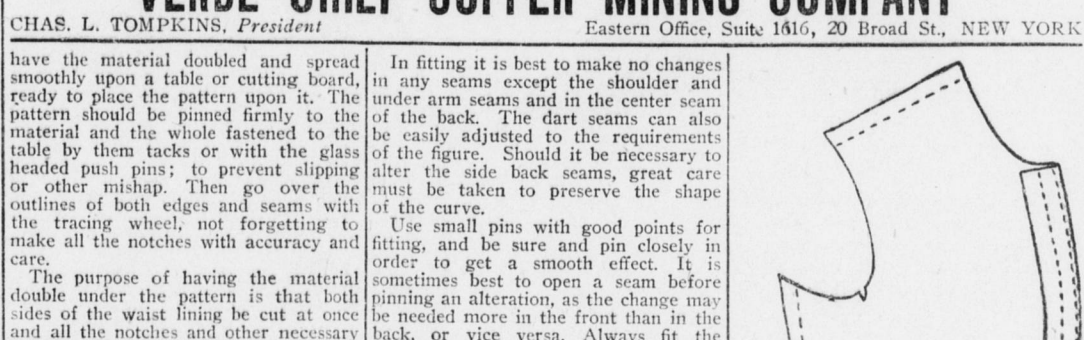 VERDE CHIEF COPPER MINING COMPANY
CHAS. L. TOMPKINS, President
Eastern Office, Suite 1616, 20 Broad St., NEW YORK
have the material doubled and spread
smoothly upon a table or cutting board,
ready to place the pattern upon it. The
pattern should be pinned firmly to the
material and the whole fastened to the
table by them tacks or with the glass
headed push pins; to prevent slipping
or other mishap. Then go over the
outlines of both edges and seams with
the tracing wheel, not forgetting to
make all the notches with accuracy and
care.
The purpose of having the material
double under the pattern is that both
sides of the waist lining be cut at once
and all the notches and other necessary
In fitting it is best to make no changes
in any seams except the shoulder and
under arm seams and in the center seam
of the back. The dart seams can also
be easily adjusted to the requirements
of the figure. Should it be necessary to
alter the side back seams, great care
must be taken to preserve the shape
of the curve.
Use small pins with good points for
fitting, and be sure and pin closely in
order to get a smooth effect. It is
sometimes best to open a seam before
pinning an alteration, as the change may
be needed more in the front than in the
back, or vice versa. Always fit the